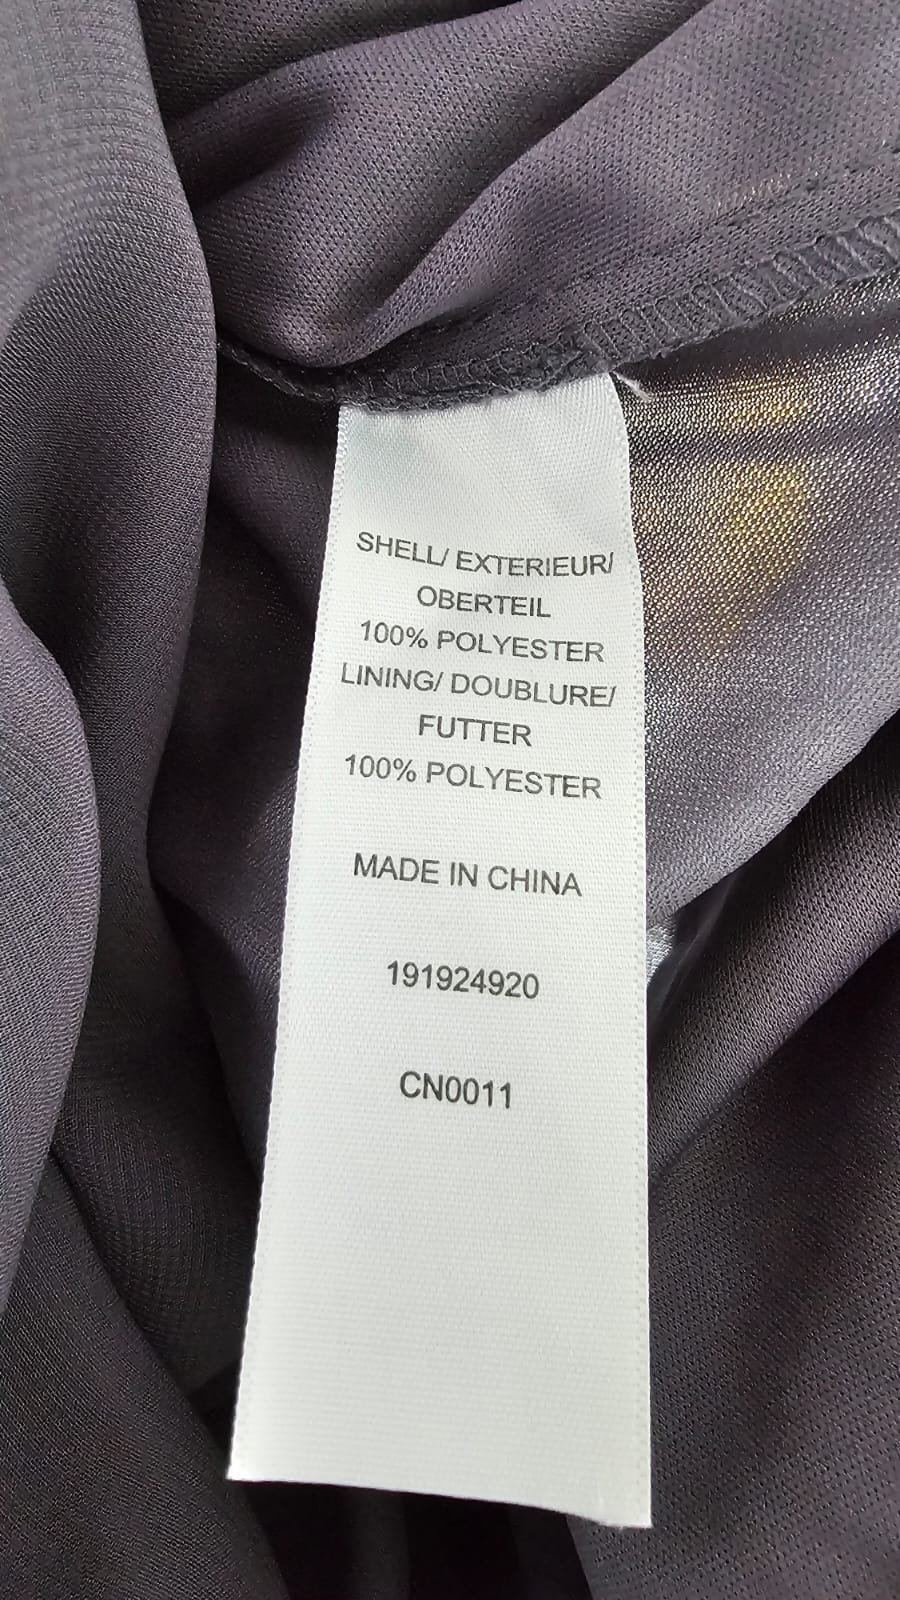 SHELL/ EXTERIEUR/
OBERTEIL
100% POLYESTER
LINING/ DOUBLURE/
FUTTER
100% POLYESTER
MADE IN CHINA
191924920
CN0011